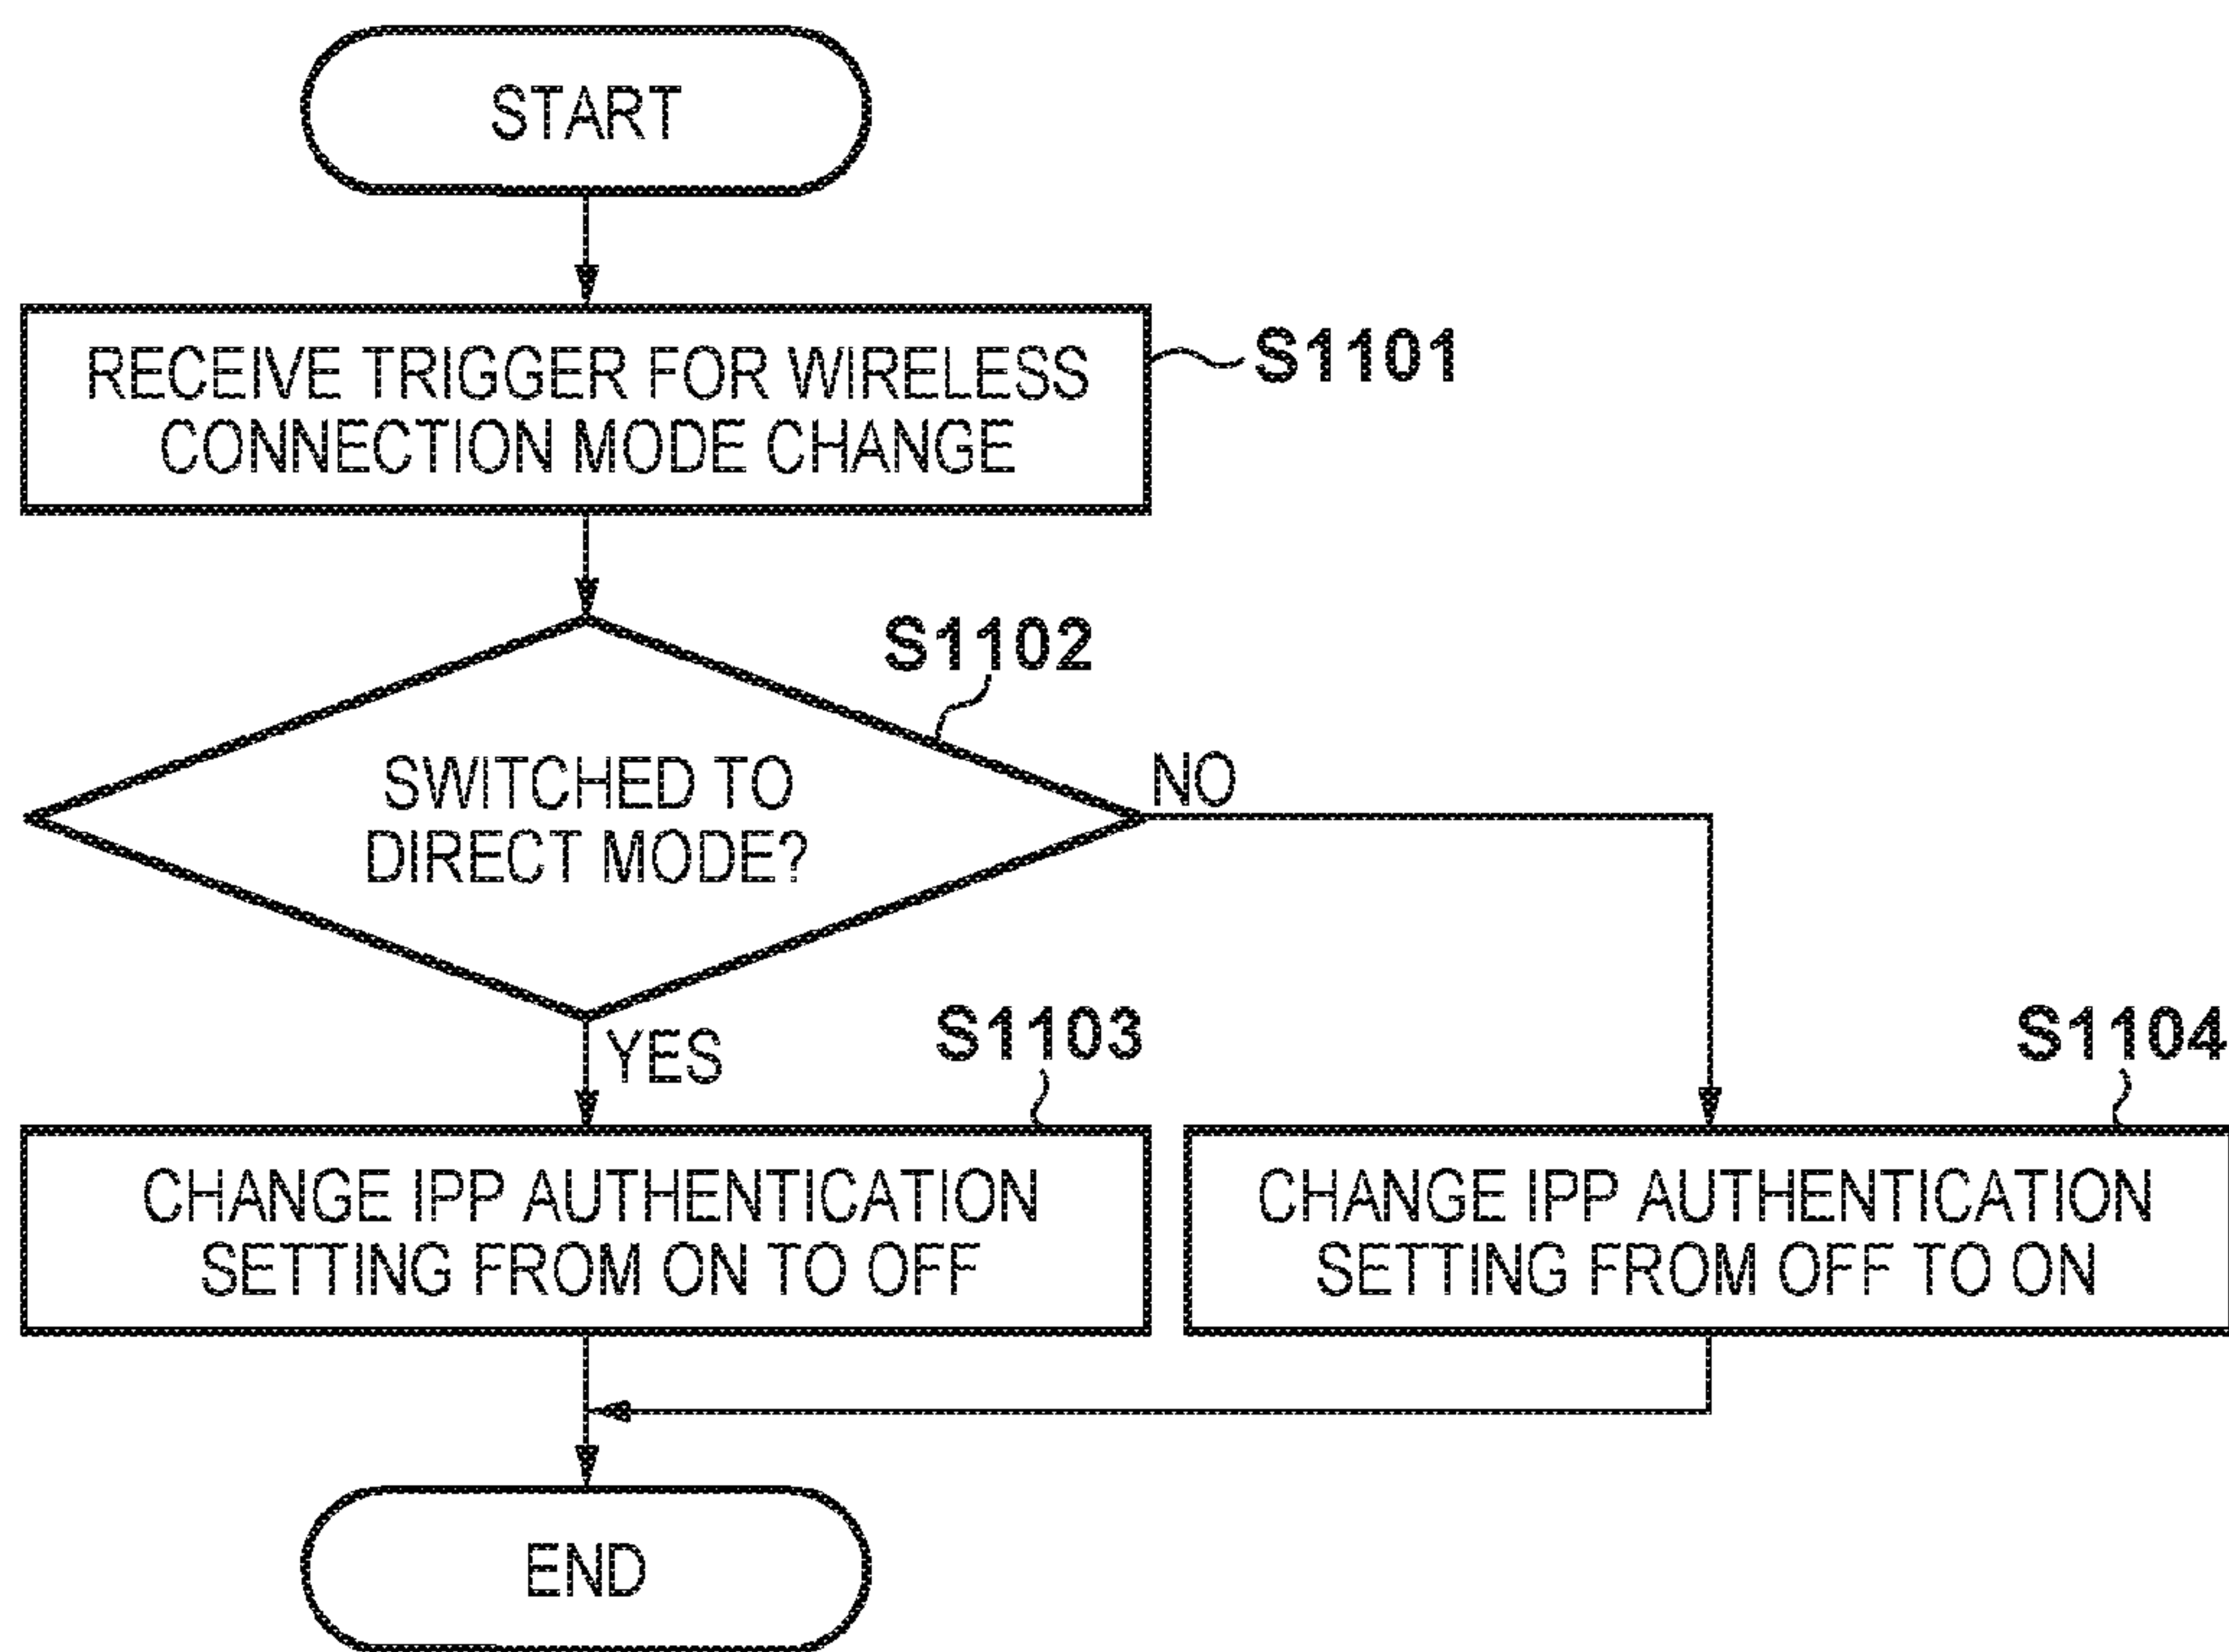 START
RECEIVE TRIGGER FOR WIRELESS
CONNECTION MODE CHANGE
S1101
S1102
SWITCHED TO
DIRECT MODE?
NO
YES
S1103
CHANGE IPP AUTHENTICATION
SETTING FROM ON TO OFF
S1104
CHANGE IPP AUTHENTICATION
SETTING FROM OFF TO ON
END